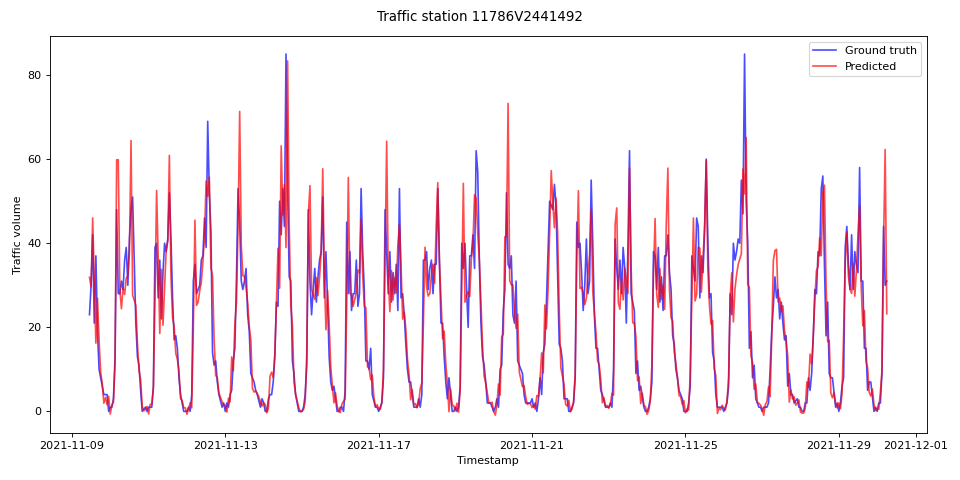 Traffic station 11786V2441492
Ground truth
Predicted
Traffic volume
80
60
40
20
0
2021-11-09
2021-11-13
2021-11-17
2021-11-21
2021-11-25
2021-11-29
2021-12-01
Timestamp